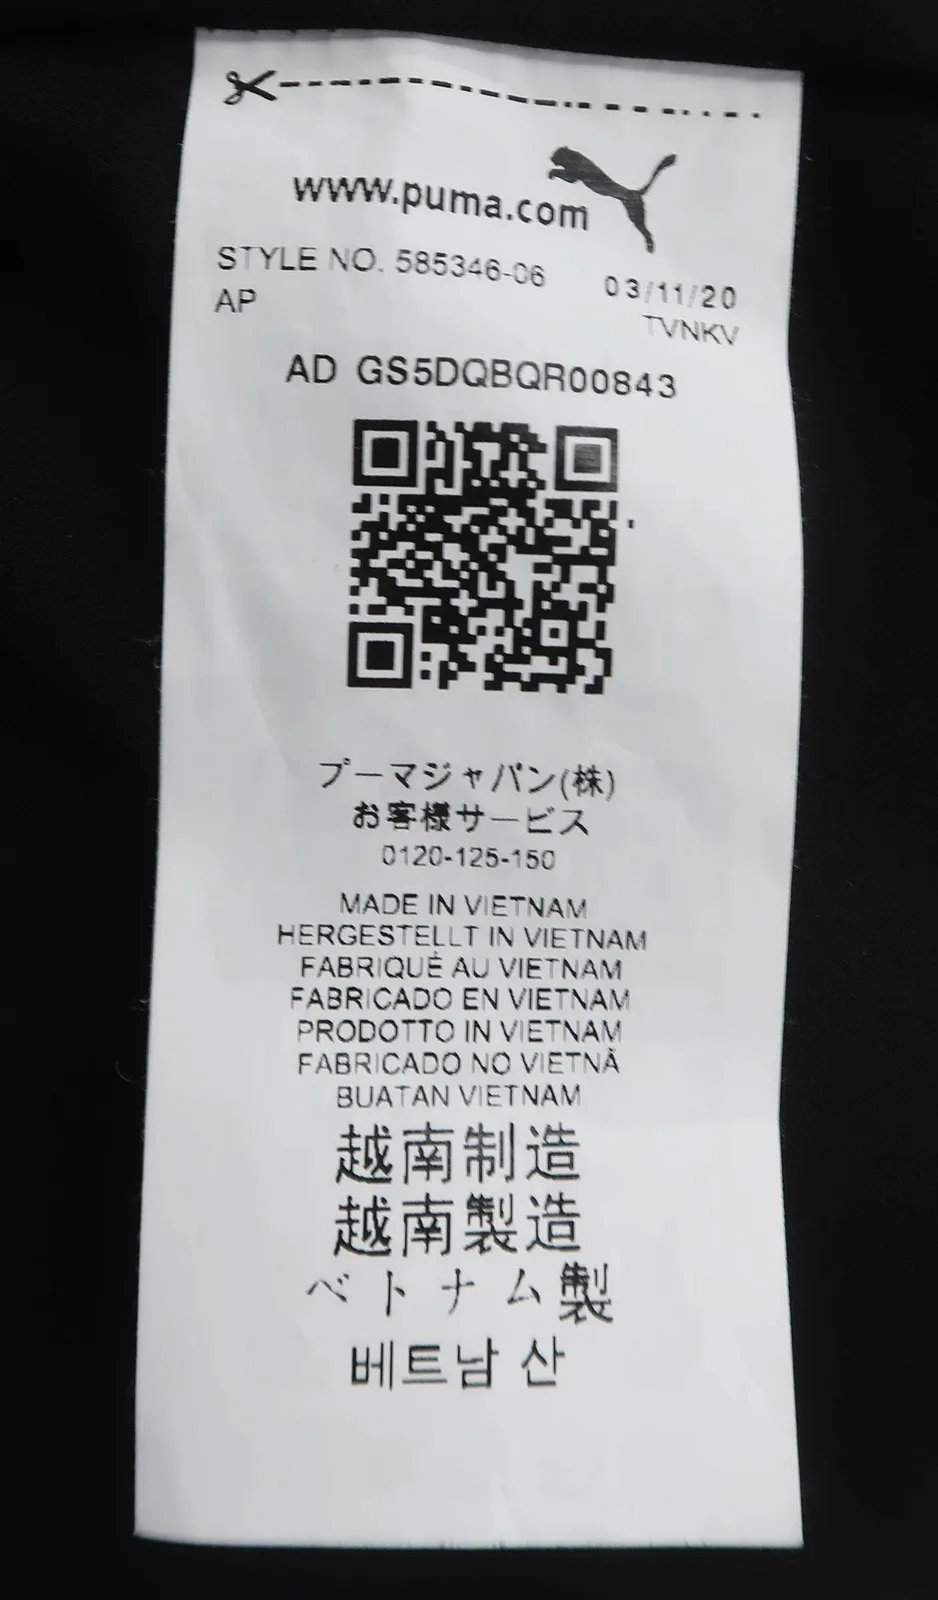 www.puma.com
STYLE NO. 585346-06 03/11/20
AP TVNKV
AD GS5DQBQR00843
プーマジャパン(株)
お客様サービス
0120-125-150
MADE IN VIETNAM
HERGESTELLT IN VIETNAM
FABRIQUÈ AU VIETNAM
FABRICADO EN VIETNAM
PRODOTTO IN VIETNAM
FABRICADO NO VIETNÃ
BUATAN VIETNAM
越南制造
越南製造
ベトナム製
베트남 산